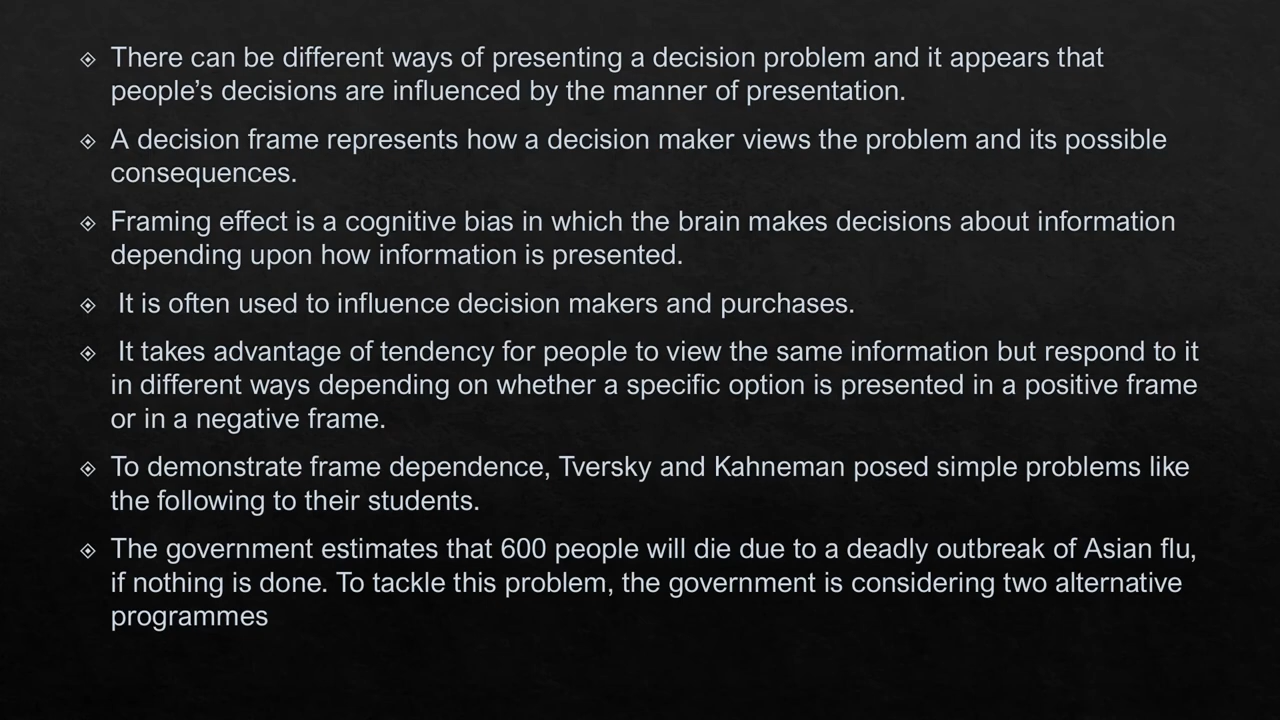 There can be different ways of presenting a decision problem and it appears that
people’s decisions are influenced by the manner of presentation.
A decision frame represents how a decision maker views the problem and its possible
consequences.
Framing effect is a cognitive bias in which the brain makes decisions about information
depending upon how information is presented.
It is often used to influence decision makers and purchases.
It takes advantage of tendency for people to view the same information but respond to it
in different ways depending on whether a specific option is presented in a positive frame
or in a negative frame.
To demonstrate frame dependence, Tversky and Kahneman posed simple problems like
the following to their students.
The government estimates that 600 people will die due to a deadly outbreak of Asian flu,
if nothing is done. To tackle this problem, the government is considering two alternative
programmes